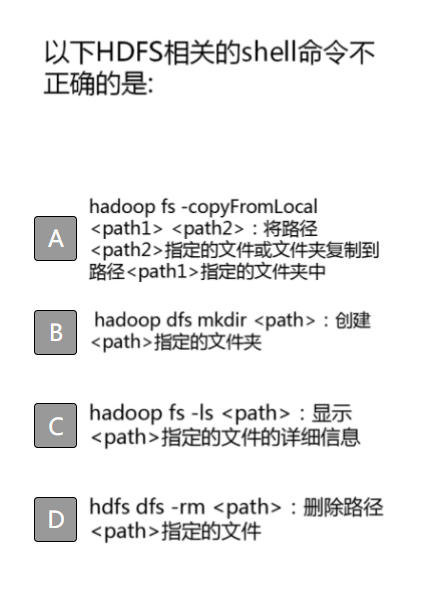 以下HDFS相关的shell命令不
正确的是:
A
hadoop fs -copyFromLocal
<path1> <path2>：将路径
<path2>指定的文件或文件夹复制到
路径<path1>指定的文件夹中
B
hadoop dfs mkdir <path>：创建
<path>指定的文件夹
C
hadoop fs -ls <path>：显示
<path>指定的文件的详细信息
D
hdfs dfs -rm <path>：删除路径
<path>指定的文件